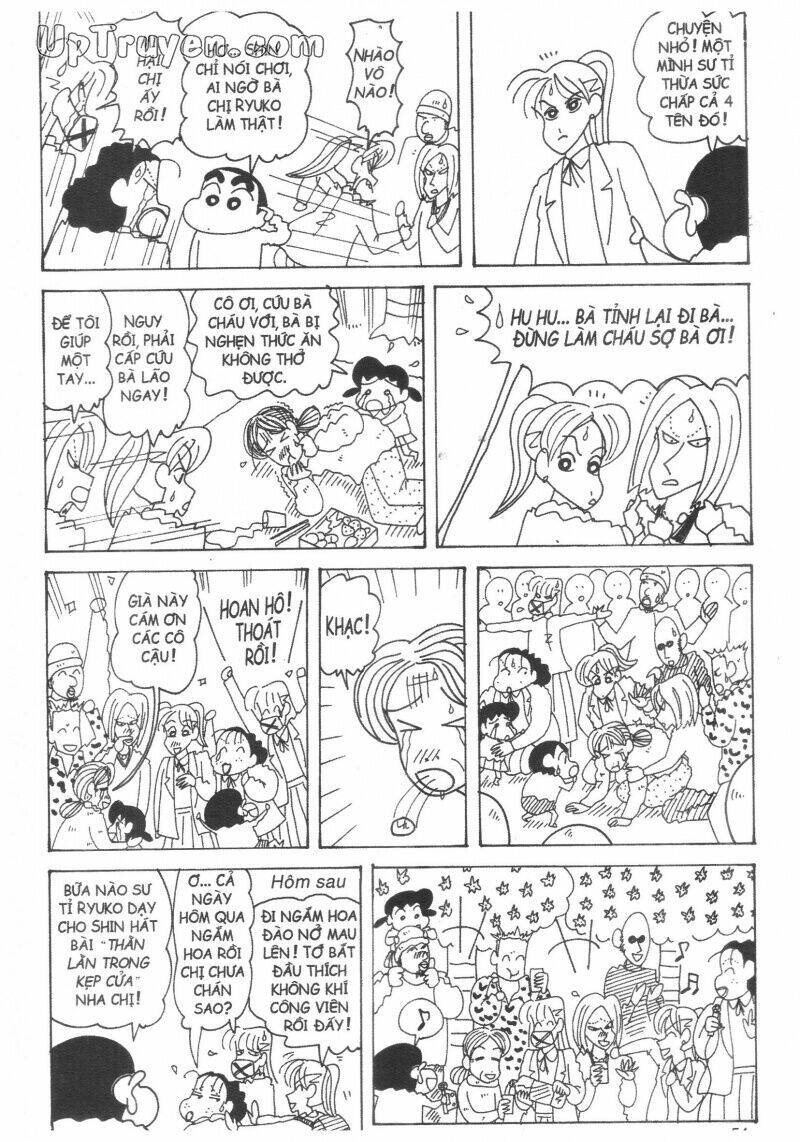 UpTruyen.com
CHUYỆN
NHỎ! MỘT
MÌNH SƯ TỈ
THỪA SỨC
CHẤP CẢ 4
TÊN ĐÓ!
NHÀO
VÔ
NÀO!
HƠ... SHIN
CHỈ NÓI CHƠI,
AI NGỜ BÀ
CHỊ RYUKO
LÀM THẬT!
HẠI
CHỊ
ẤY
RỒI!
HU HU... BÀ TỈNH LẠI ĐI BÀ...
ĐỪNG LÀM CHÁU SỢ BÀ ƠI!
CÔ ƠI, CỨU BÀ
CHÁU VỚI, BÀ BỊ
NGHẸN THỨC ĂN
KHÔNG THỞ
ĐƯỢC.
NGUY
RỒI, PHẢI
CẤP CỨU
BÀ LÃO
NGAY!
ĐỂ TÔI
GIÚP
MỘT
TAY...
KHẠC!
HOAN HÔ!
THOÁT
RỒI!
GIÀ NÀY
CÁM ƠN
CÁC CÔ
CẬU!
Hôm sau
ĐI NGẮM HOA
ĐÀO NỞ MAU
LÊN! TỚ BẮT
ĐẦU THÍCH
KHÔNG KHÍ
CÔNG VIÊN
RỒI ĐẤY!
Ơ... CẢ
NGÀY
HÔM QUA
NGẮM
HOA RỒI
CHỊ CHƯA
CHÁN
SAO?
BỮA NÀO SƯ
TỈ RYUKO DẠY
CHO SHIN HÁT
BÀI "THẰN
LẰN TRONG
KẸP CỬA"
NHA CHỊ!